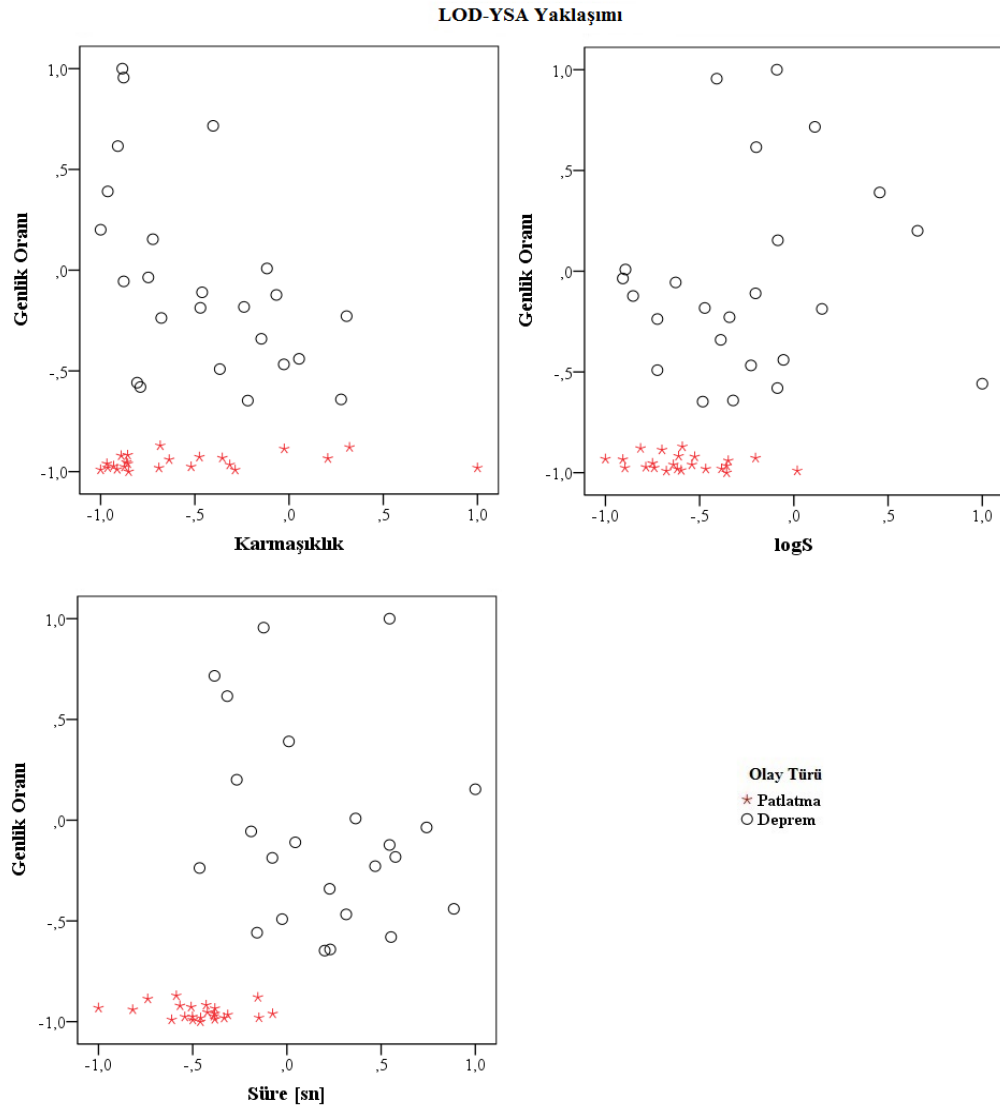 LOD-YSA Yaklaşımı
Genlik Oranı
1,0
,5
,0
-,5
-1,0
-1,0 -,5 ,0 ,5 1,0
Karmaşıklık
Genlik Oranı
1,0
,5
,0
-,5
-1,0
-1,0 -,5 ,0 ,5 1,0
logS
Genlik Oranı
1,0
,5
,0
-,5
-1,0
-1,0 -,5 ,0 ,5 1,0
Süre [sn]
Olay Türü
Patlatma
Deprem